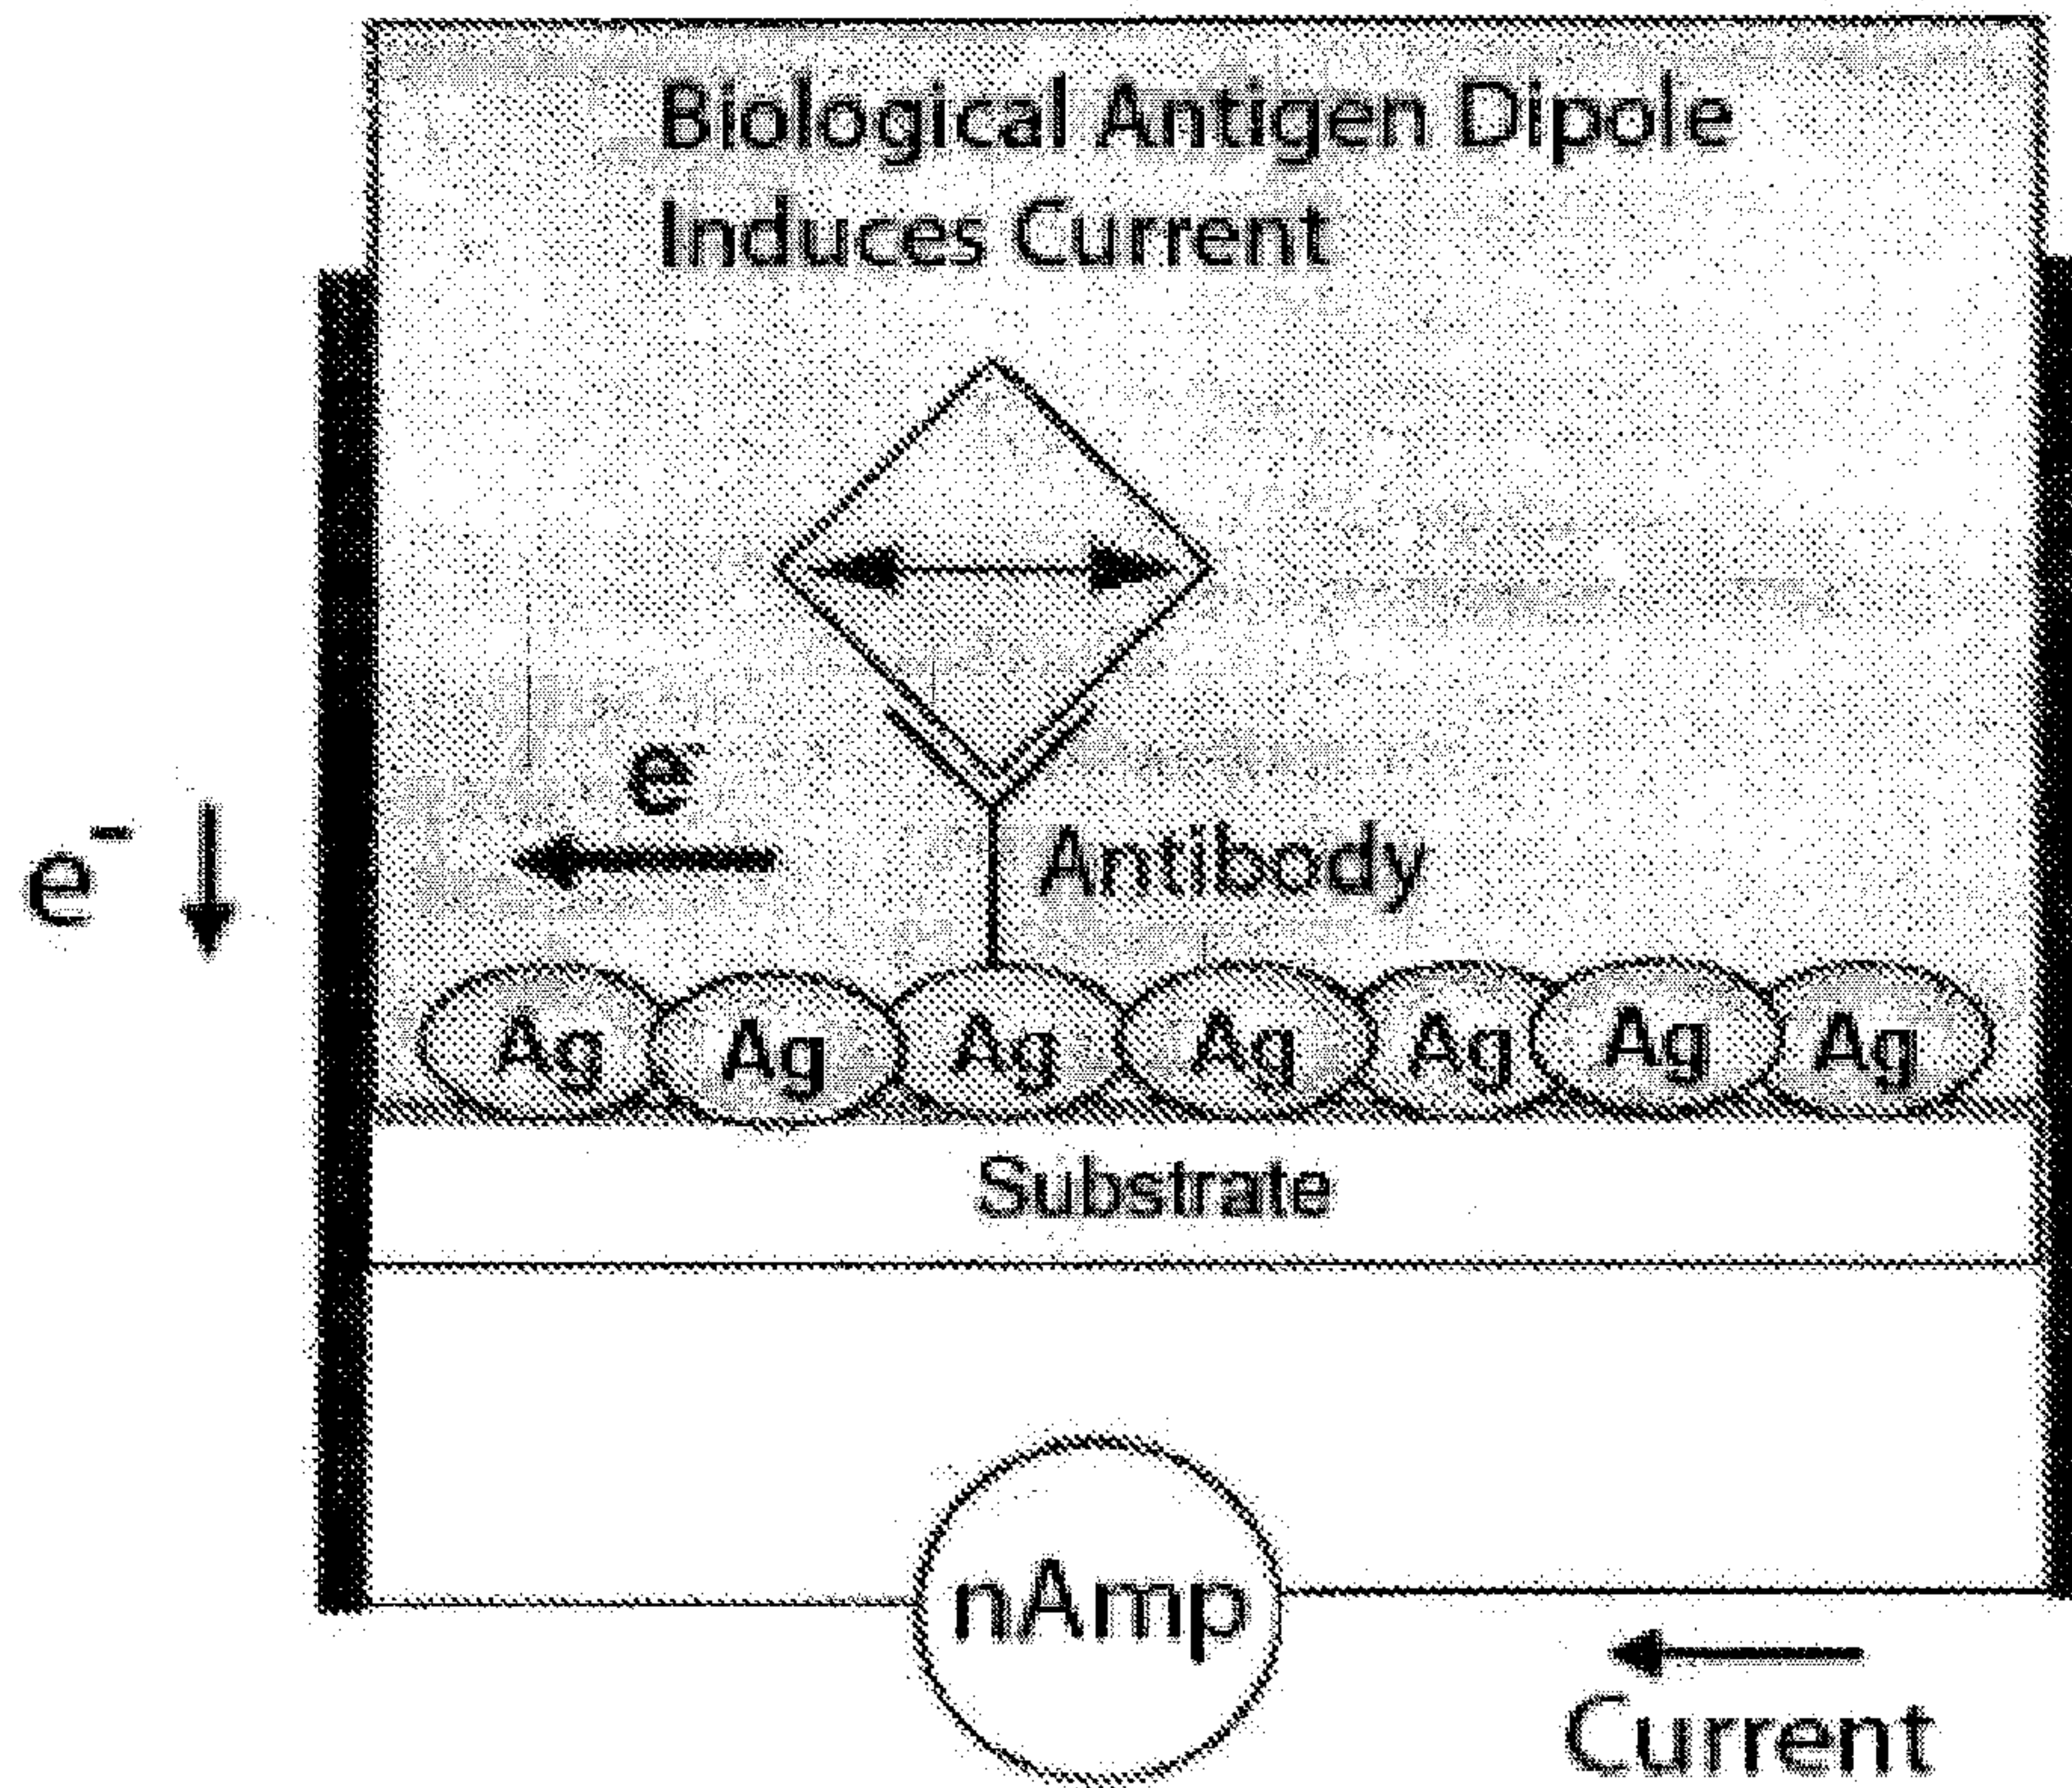 Biological Antigen Dipole
Induces Current
e⁻
e⁻
Antibody
Ag Ag Ag Ag Ag Ag Ag
Substrate
nAmp
Current